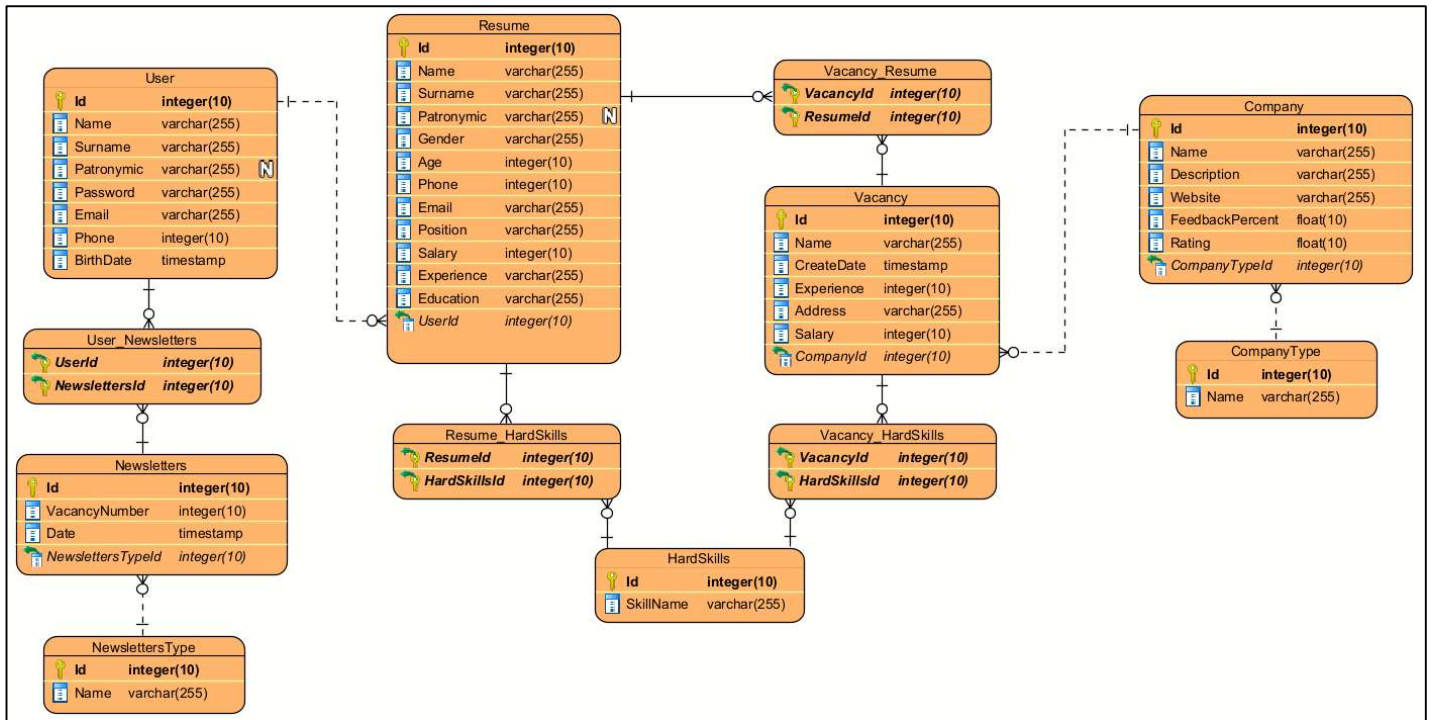 User
Id integer(10)
Name varchar(255)
Surname varchar(255)
Patronymic varchar(255) N
Password varchar(255)
Email varchar(255)
Phone integer(10)
BirthDate timestamp
User_Newsletters
UserId integer(10)
NewslettersId integer(10)
Newsletters
Id integer(10)
VacancyNumber integer(10)
Date timestamp
NewslettersTypeId integer(10)
NewslettersType
Id integer(10)
Name varchar(255)
Resume
Id integer(10)
Name varchar(255)
Surname varchar(255)
Patronymic varchar(255) N
Gender varchar(255)
Age integer(10)
Phone integer(10)
Email varchar(255)
Position varchar(255)
Salary integer(10)
Experience varchar(255)
Education varchar(255)
UserId integer(10)
Resume_HardSkills
ResumeId integer(10)
HardSkillsId integer(10)
HardSkills
Id integer(10)
SkillName varchar(255)
Vacancy_Resume
VacancyId integer(10)
ResumeId integer(10)
Vacancy
Id integer(10)
Name varchar(255)
CreateDate timestamp
Experience integer(10)
Address varchar(255)
Salary integer(10)
CompanyId integer(10)
Vacancy_HardSkills
VacancyId integer(10)
HardSkillsId integer(10)
Company
Id integer(10)
Name varchar(255)
Description varchar(255)
Website varchar(255)
FeedbackPercent float(10)
Rating float(10)
CompanyTypeId integer(10)
CompanyType
Id integer(10)
Name varchar(255)